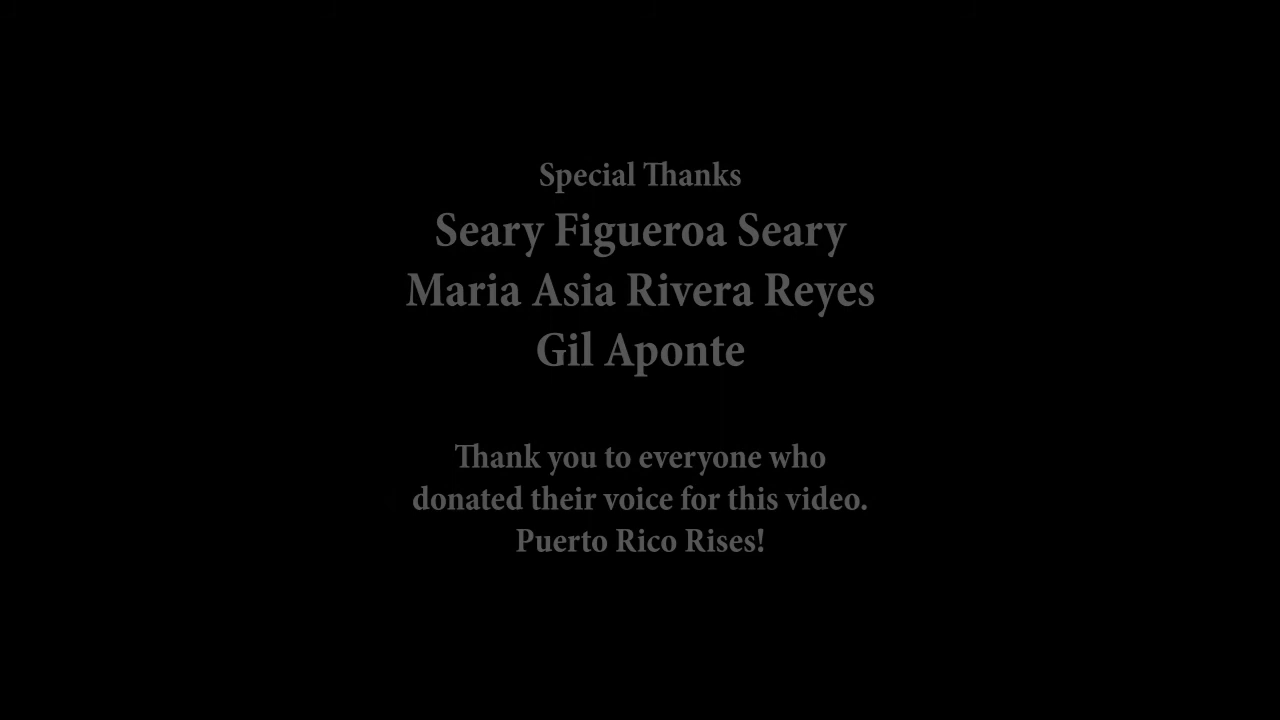 Special Thanks
Seary Figueroa Seary
Maria Asia Rivera Reyes
Gil Aponte
Thank you to everyone who
donated their voice for this video.
Puerto Rico Rises!